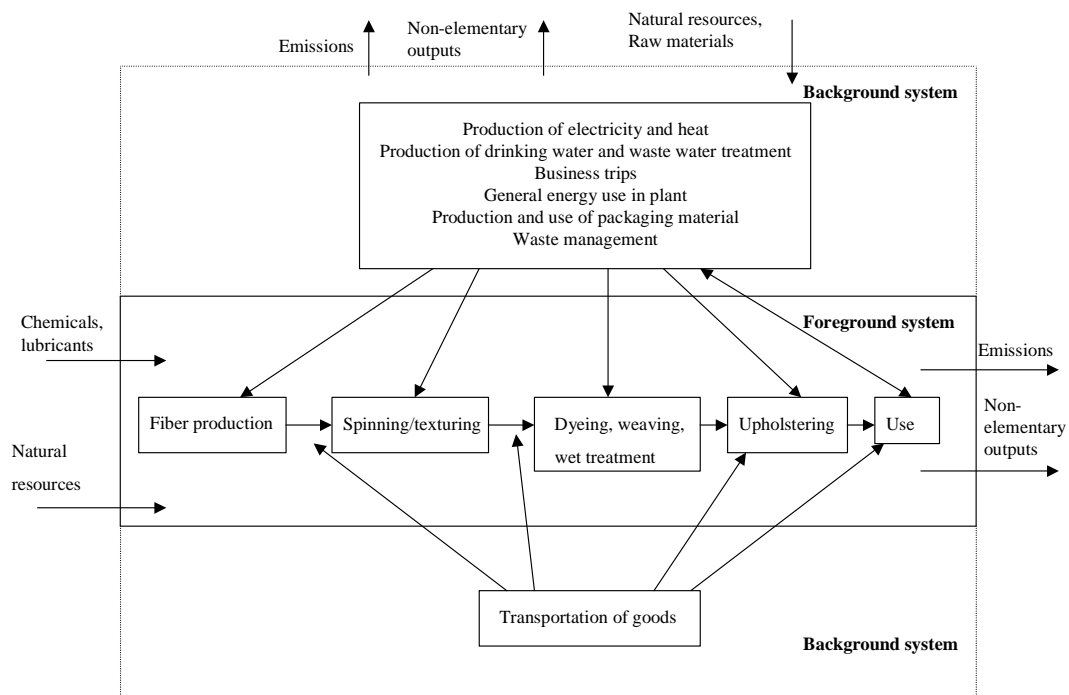 Emissions
Non-elementary
outputs
Natural resources,
Raw materials
Background system
Production of electricity and heat
Production of drinking water and waste water treatment
Business trips
General energy use in plant
Production and use of packaging material
Waste management
Chemicals,
lubricants
Foreground system
Emissions
Fiber production
Spinning/texturing
Dyeing, weaving,
wet treatment
Upholstering
Use
Non-
elementary
outputs
Natural
resources
Transportation of goods
Background system